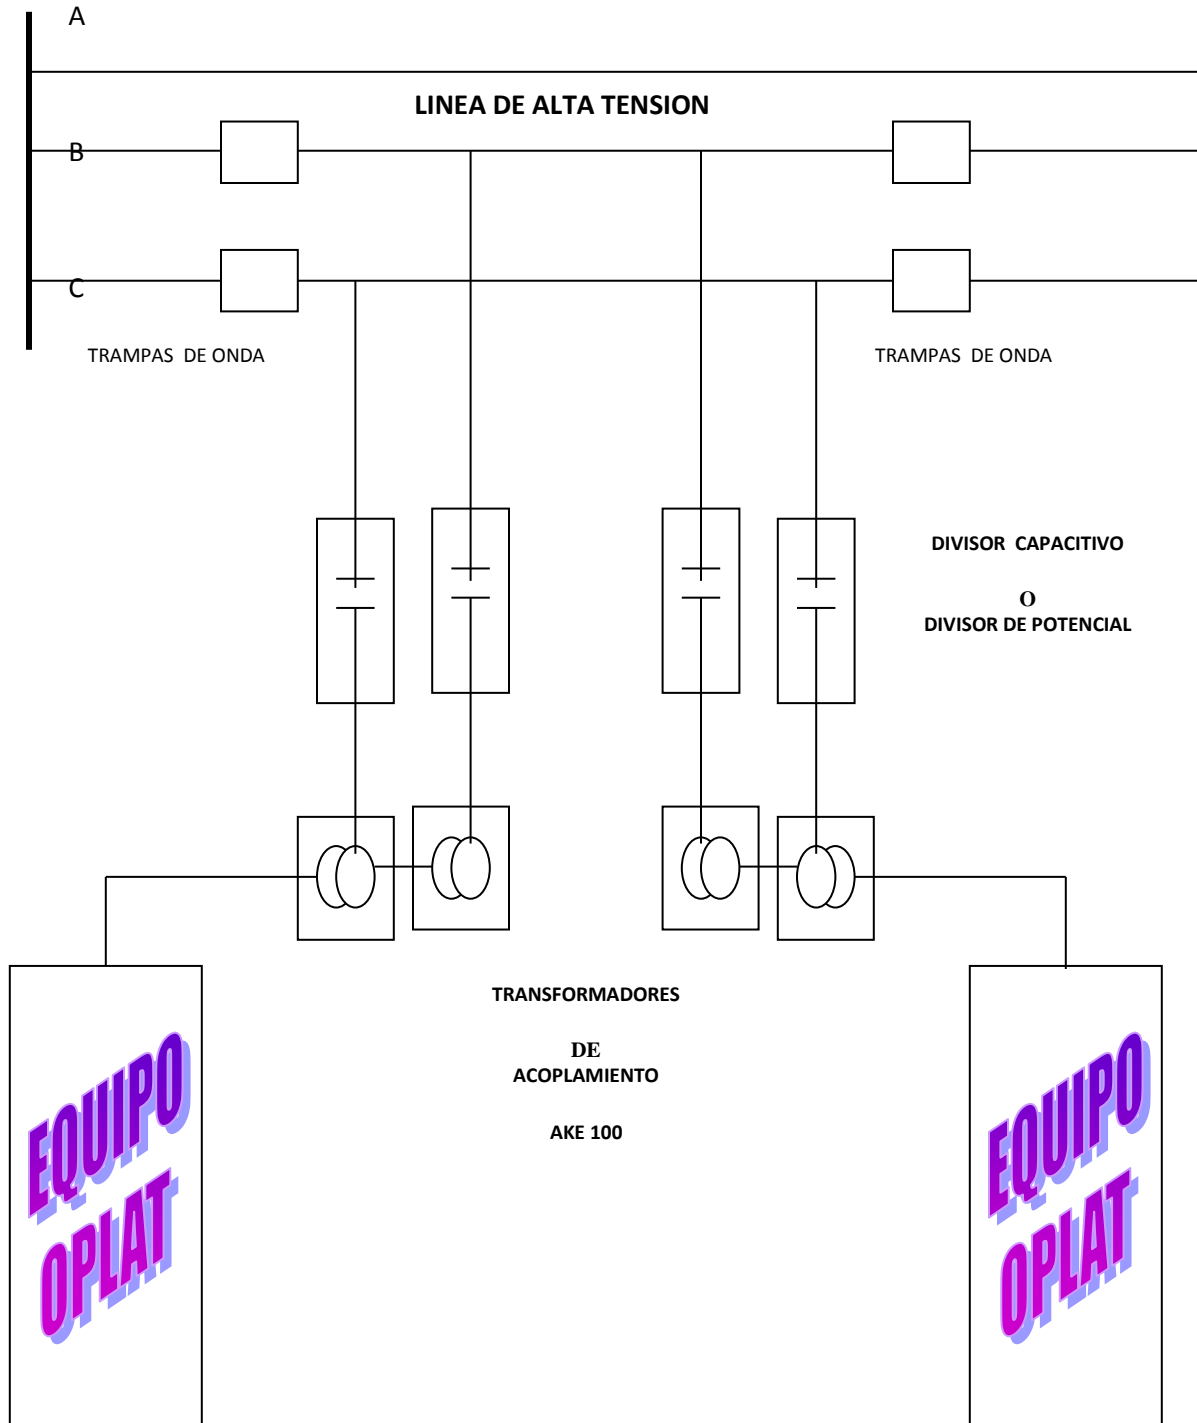 A
LINEA DE ALTA TENSION
B
C
TRAMPAS DE ONDA
TRAMPAS DE ONDA
DIVISOR CAPACITIVO
O
DIVISOR DE POTENCIAL
TRANSFORMADORES
DE
ACOPLAMIENTO
AKE 100
EQUIPO
OPLAT
EQUIPO
OPLAT